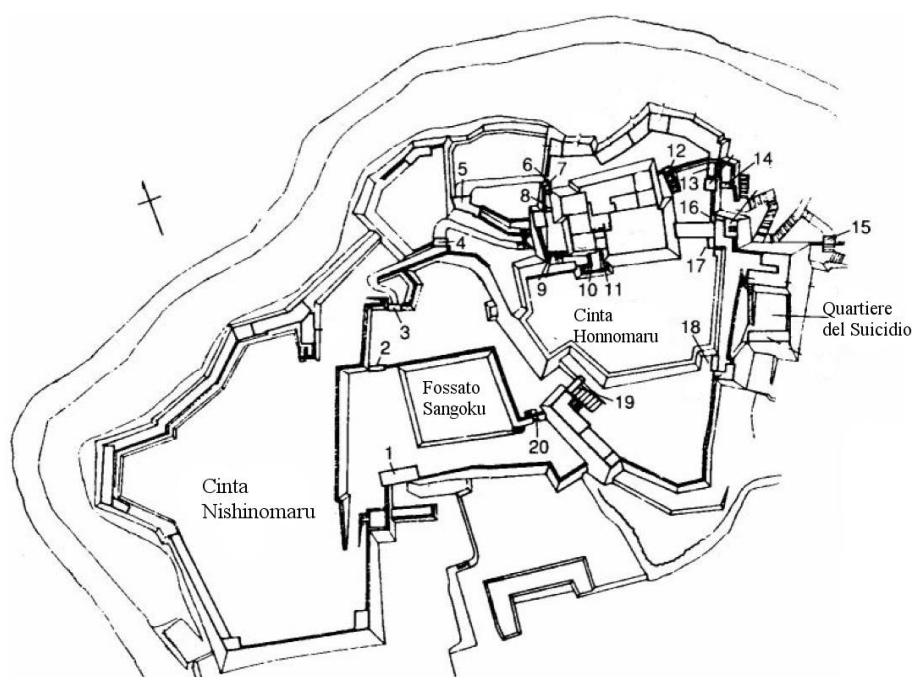 12
14
6
7
13
5
8
16
15
4
17
9
10
11
Quartiere
del Suicidio
Cinta
Honnomaru
3
18
2
Fossato
Sangoku
19
20
1
Cinta
Nishinomaru